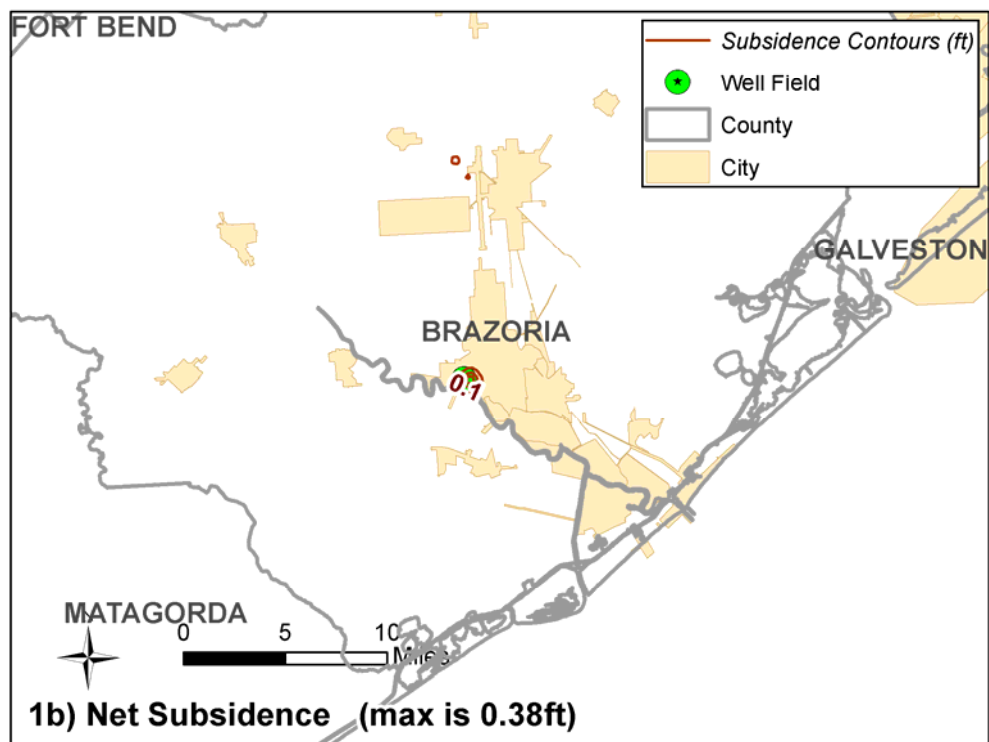 FORT BEND
Subsidence Contours (ft)
Well Field
County
City
GALVESTON
BRAZORIA
0.1
MATAGORDA
0 5 10
Miles
1b) Net Subsidence (max is 0.38ft)